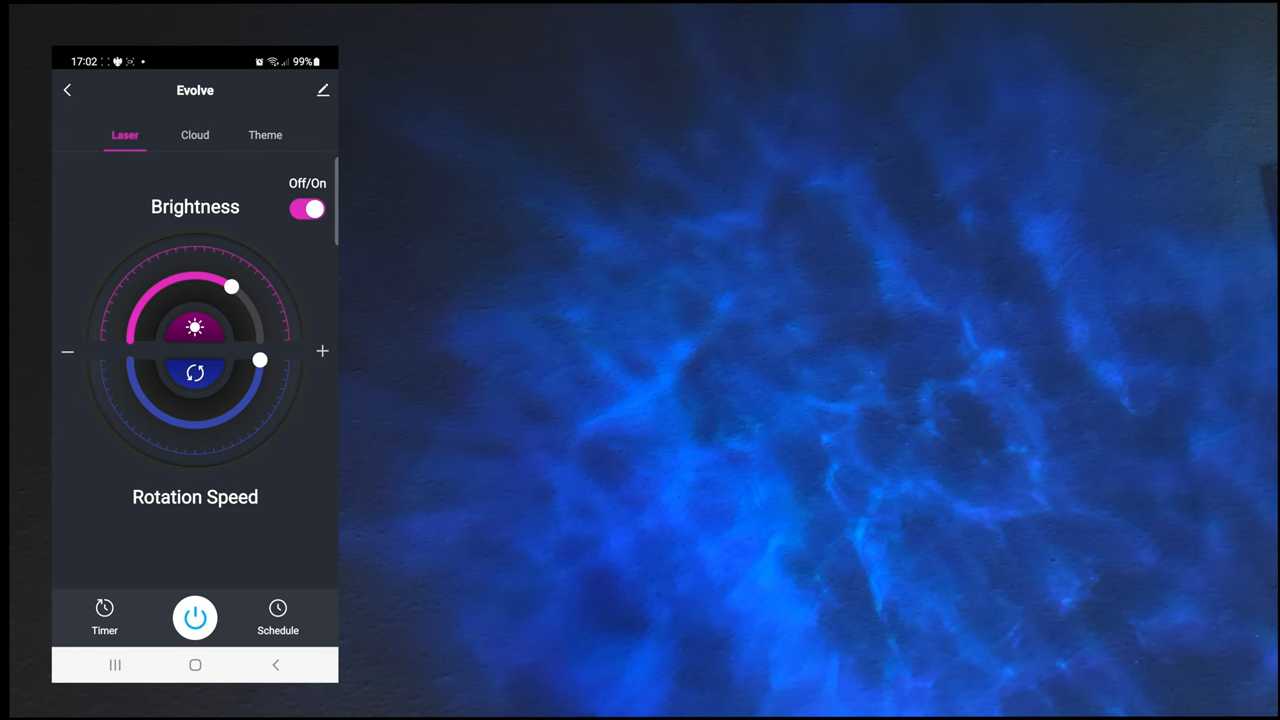 17:02 99%
Evolve
Laser Cloud Theme
Off/On
Brightness
Rotation Speed
Timer Schedule